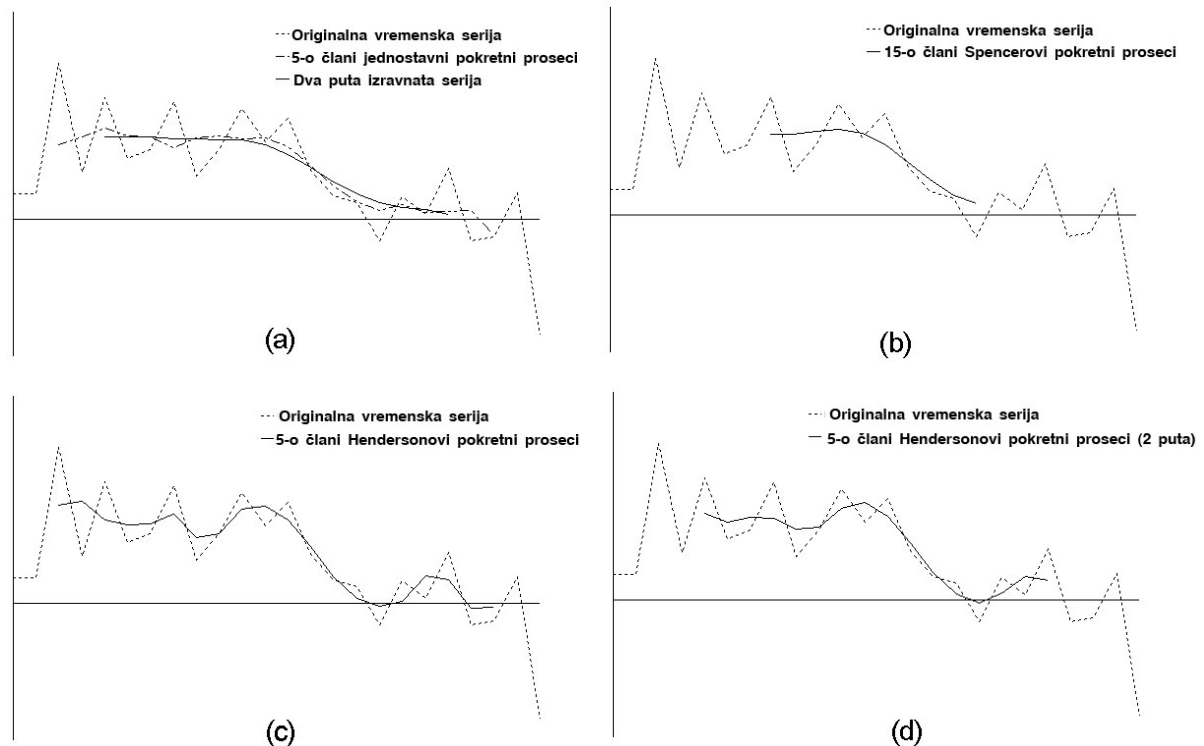 Originalna vremenska serija
5-o člani jednostavni pokretni proseci
Dva puta izravnata serija
(a)
Originalna vremenska serija
15-o člani Spencerovi pokretni proseci
(b)
Originalna vremenska serija
5-o člani Hendersonovi pokretni proseci
(c)
Originalna vremenska serija
5-o člani Hendersonovi pokretni proseci (2 puta)
(d)